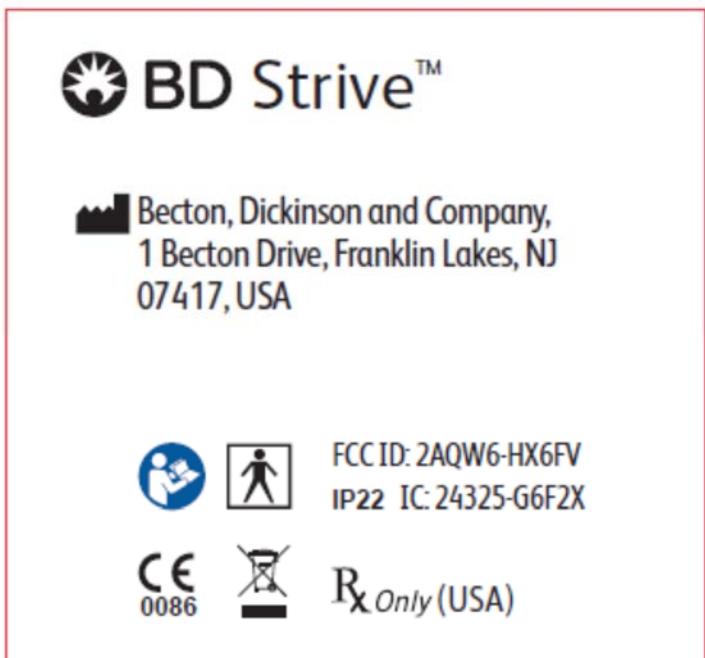 BD Strive™
Becton, Dickinson and Company,
1 Becton Drive, Franklin Lakes, NJ
07417, USA
FCC ID: 2AQW6-HX6FV
IP22 IC: 24325-G6F2X
CE
0086
Rx Only (USA)